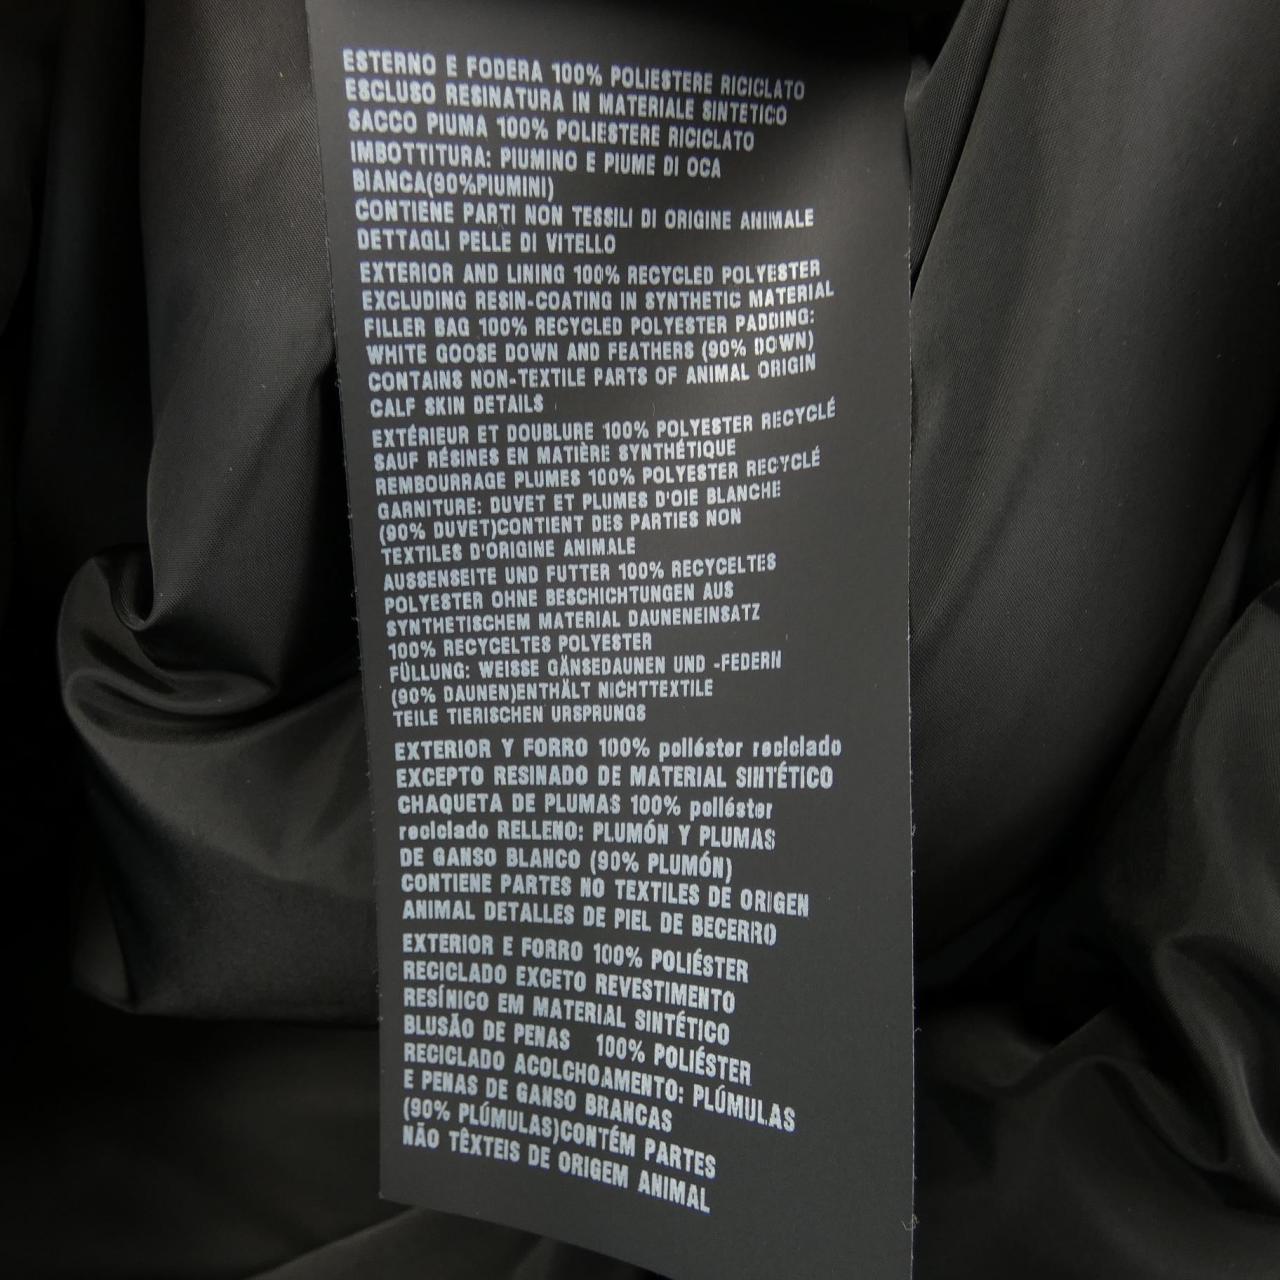 ESTERNO E FODERA 100% POLIESTERE RICICLATO
ESCLUSO RESINATURA IN MATERIALE SINTETICO
SACCO PIUMA 100% POLIESTERE RICICLATO
IMBOTTITURA: PIUMINO E PIUME DI OCA
BIANCA(90%PIUMINI)
CONTIENE PARTI NON TESSILI DI ORIGINE ANIMALE
DETTAGLI PELLE DI VITELLO
EXTERIOR AND LINING 100% RECYCLED POLYESTER
EXCLUDING RESIN-COATING IN SYNTHETIC MATERIAL
FILLER BAG 100% RECYCLED POLYESTER PADDING:
WHITE GOOSE DOWN AND FEATHERS (90% DOWN)
CONTAINS NON-TEXTILE PARTS OF ANIMAL ORIGIN
CALF SKIN DETAILS
EXTÉRIEUR ET DOUBLURE 100% POLYESTER RECYCLÉ
SAUF RÉSINES EN MATIÈRE SYNTHÉTIQUE
REMBOURRAGE PLUMES 100% POLYESTER RECYCLÉ
GARNITURE: DUVET ET PLUMES D'OIE BLANCHE
(90% DUVET)CONTIENT DES PARTIES NON
TEXTILES D'ORIGINE ANIMALE
AUSSENSEITE UND FUTTER 100% RECYCELTES
POLYESTER OHNE BESCHICHTUNGEN AUS
SYNTHETISCHEM MATERIAL DAUNENEINSATZ
100% RECYCELTES POLYESTER
FÜLLUNG: WEISSE GÄNSEDAUNEN UND -FEDERN
(90% DAUNEN)ENTHÄLT NICHTTEXTILE
TEILE TIERISCHEN URSPRUNGS
EXTERIOR Y FORRO 100% poliéster reciclado
EXCEPTO RESINADO DE MATERIAL SINTÉTICO
CHAQUETA DE PLUMAS 100% poliéster
reciclado RELLENO: PLUMÓN Y PLUMAS
DE GANSO BLANCO (90% PLUMÓN)
CONTIENE PARTES NO TEXTILES DE ORIGEN
ANIMAL DETALLES DE PIEL DE BECERRO
EXTERIOR E FORRO 100% POLIÉSTER
RECICLADO EXCETO REVESTIMENTO
RESÍNICO EM MATERIAL SINTÉTICO
BLUSÃO DE PENAS 100% POLIÉSTER
RECICLADO ACOLCHOAMENTO: PLÚMULAS
E PENAS DE GANSO BRANCAS
(90% PLÚMULAS)CONTÉM PARTES
NÃO TÊXTEIS DE ORIGEM ANIMAL